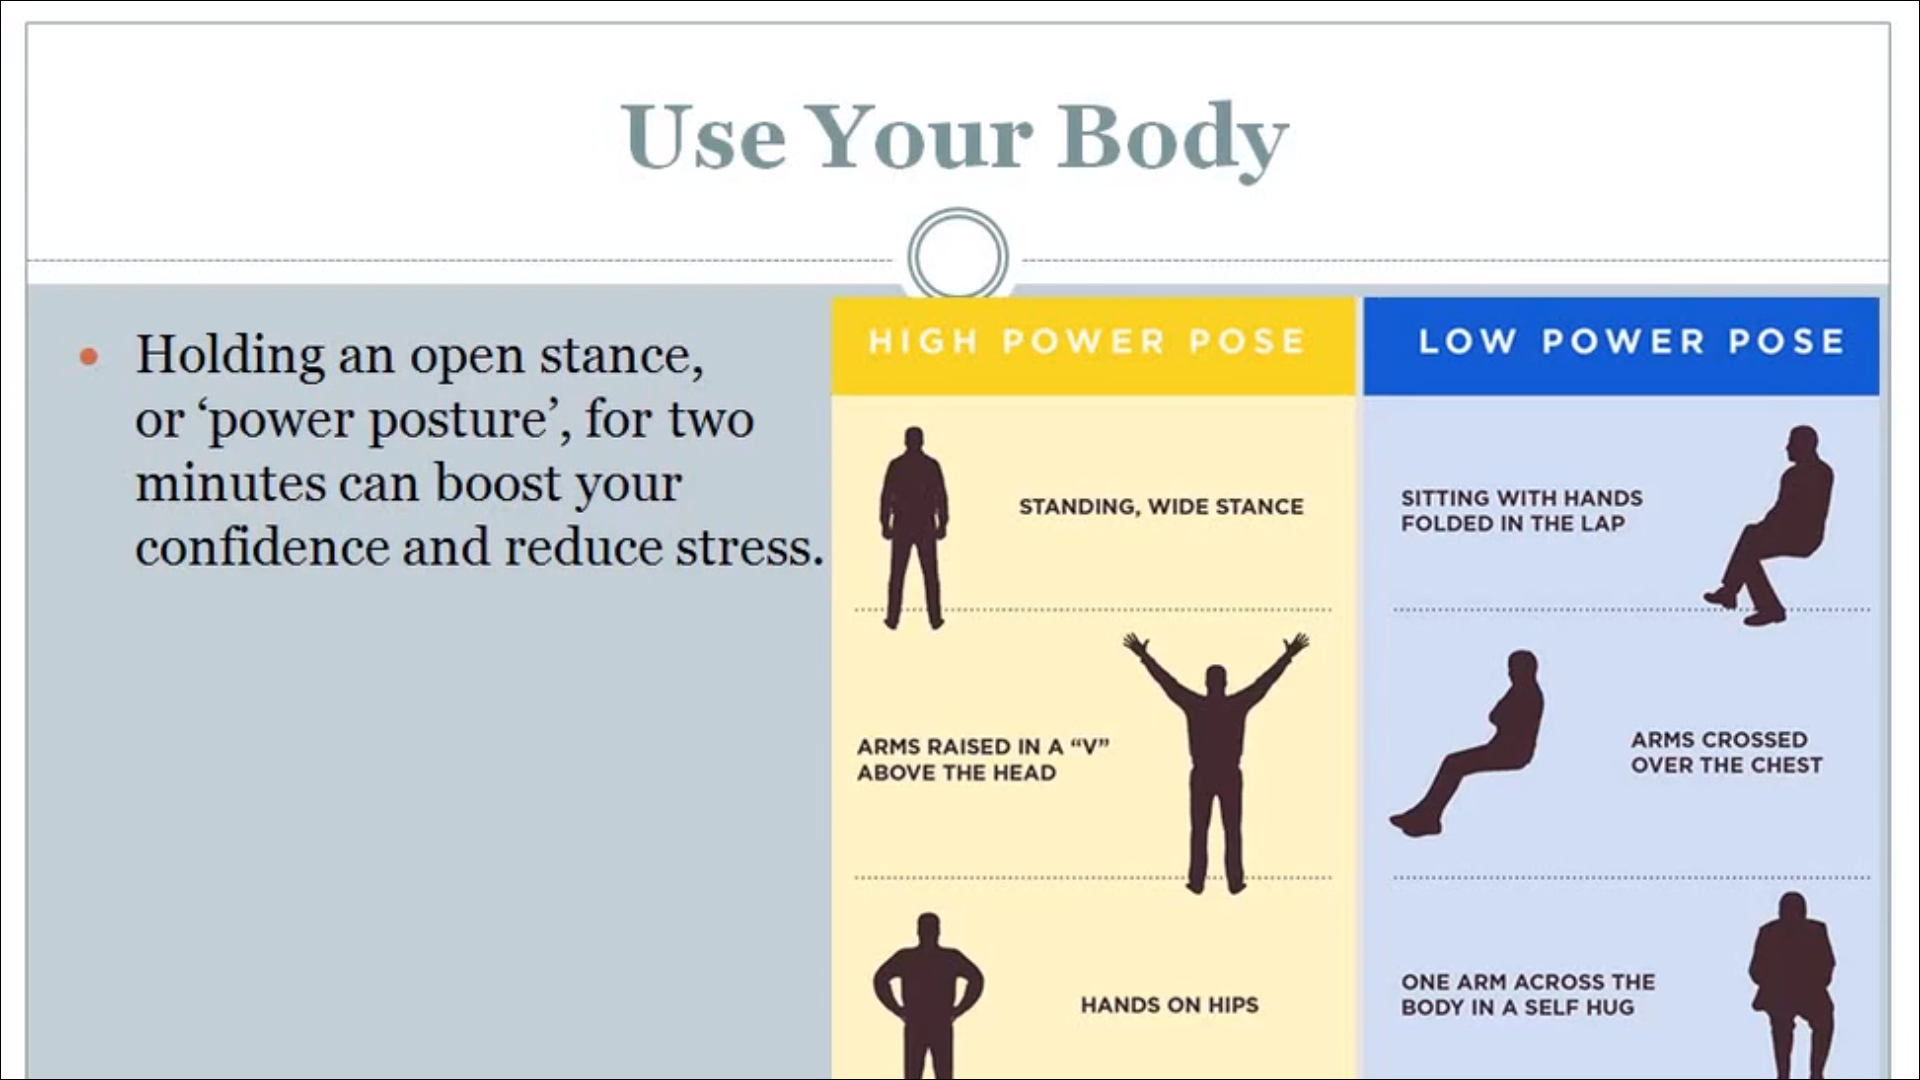 Use Your Body
Holding an open stance,
or ‘power posture’, for two
minutes can boost your
confidence and reduce stress.
HIGH POWER POSE
STANDING, WIDE STANCE
ARMS RAISED IN A “V”
ABOVE THE HEAD
HANDS ON HIPS
LOW POWER POSE
SITTING WITH HANDS
FOLDED IN THE LAP
ARMS CROSSED
OVER THE CHEST
ONE ARM ACROSS THE
BODY IN A SELF HUG